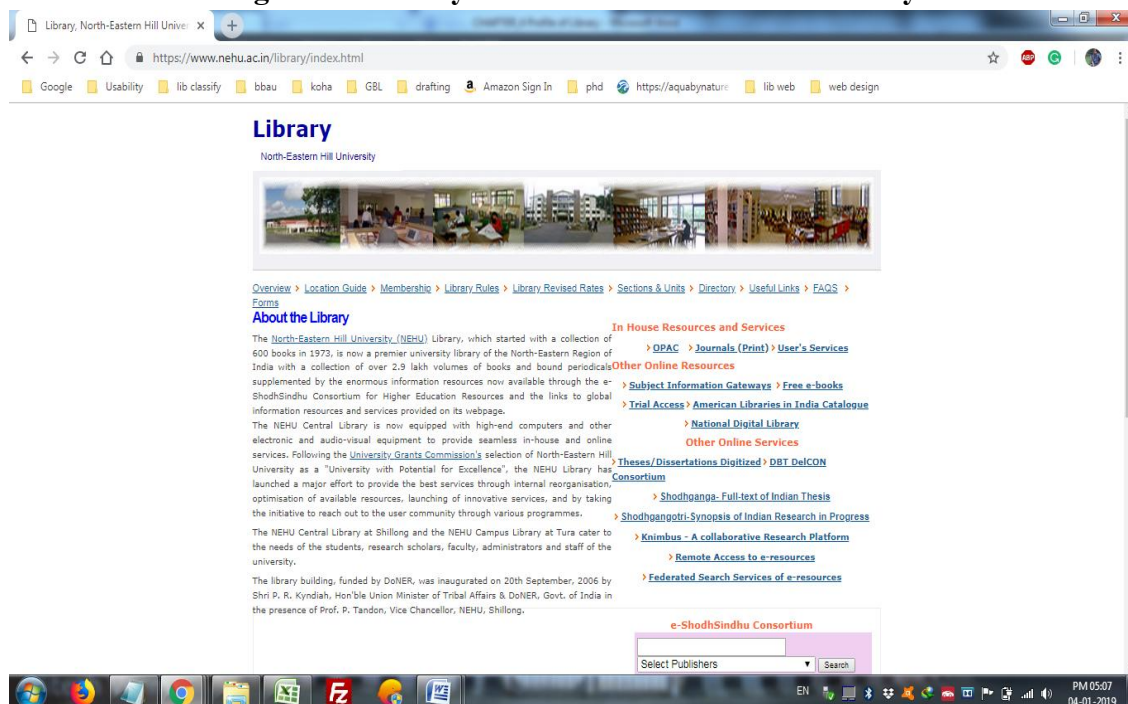 Library, North-Eastern Hill Univer
https://www.nehu.ac.in/library/index.html
ABP
Google Usability lib classify bbau koha GBL drafting Amazon Sign In phd https://aquabynature lib web web design
Library
North-Eastern Hill University
Overview > Location Guide > Membership > Library Rules > Library Revised Rates > Sections & Units > Directory > Useful Links > FAQS >
Forms
About the Library
The North-Eastern Hill University (NEHU) Library, which started with a collection of
600 books in 1973, is now a premier university library of the North-Eastern Region of
India with a collection of over 2.9 lakh volumes of books and bound periodicals
supplemented by the enormous information resources now available through the e-
ShodhSindhu Consortium for Higher Education Resources and the links to global
information resources and services provided on its webpage.
The NEHU Central Library is now equipped with high-end computers and other
electronic and audio-visual equipment to provide seamless in-house and online
services. Following the University Grants Commission's selection of North-Eastern Hill
University as a "University with Potential for Excellence", the NEHU Library has
launched a major effort to provide the best services through internal reorganisation,
optimisation of available resources, launching of innovative services, and by taking
the initiative to reach out to the user community through various programmes.
The NEHU Central Library at Shillong and the NEHU Campus Library at Tura cater to
the needs of the students, research scholars, faculty, administrators and staff of the
university.
The library building, funded by DoNER, was inaugurated on 20th September, 2006 by
Shri P. R. Kyndiah, Hon'ble Union Minister of Tribal Affairs & DoNER, Govt. of India in
the presence of Prof. P. Tandon, Vice Chancellor, NEHU, Shillong.
In House Resources and Services
> OPAC > Journals (Print) > User's Services
Other Online Resources
> Subject Information Gateways > Free e-books
> Trial Access > American Libraries in India Catalogue
> National Digital Library
Other Online Services
> Theses/Dissertations Digitized > DBT DelCON
Consortium
> Shodhganga- Full-text of Indian Thesis
> Shodhgangotri-Synopsis of Indian Research in Progress
> Knimbus - A collaborative Research Platform
> Remote Access to e-resources
> Federated Search Services of e-resources
e-ShodhSindhu Consortium
Select Publishers Search
EN PM 05:07
04-01-2019